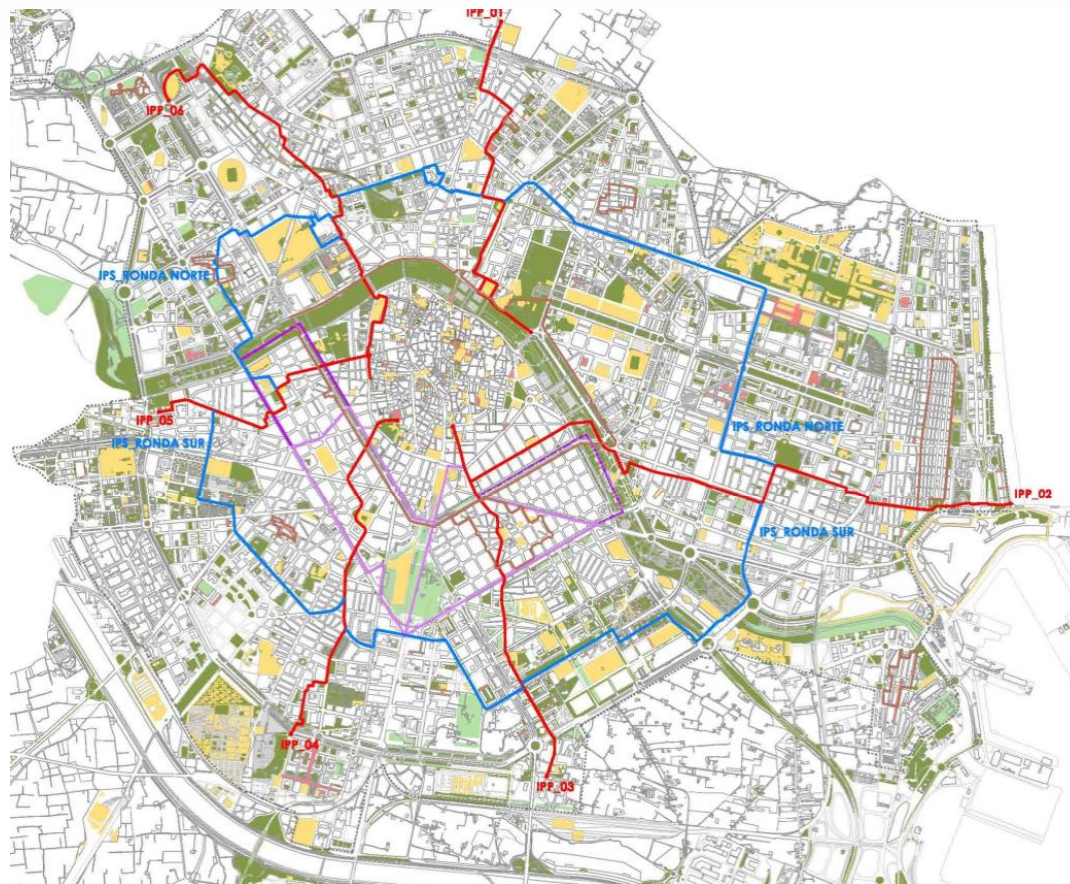 IPP_01
IPP_06
IPS_RONDA NORTE
IPP_05
IPS_RONDA SUR
IPS_RONDA NORTE
IPP_02
IPS_RONDA SUR
IPP_04
IPP_03